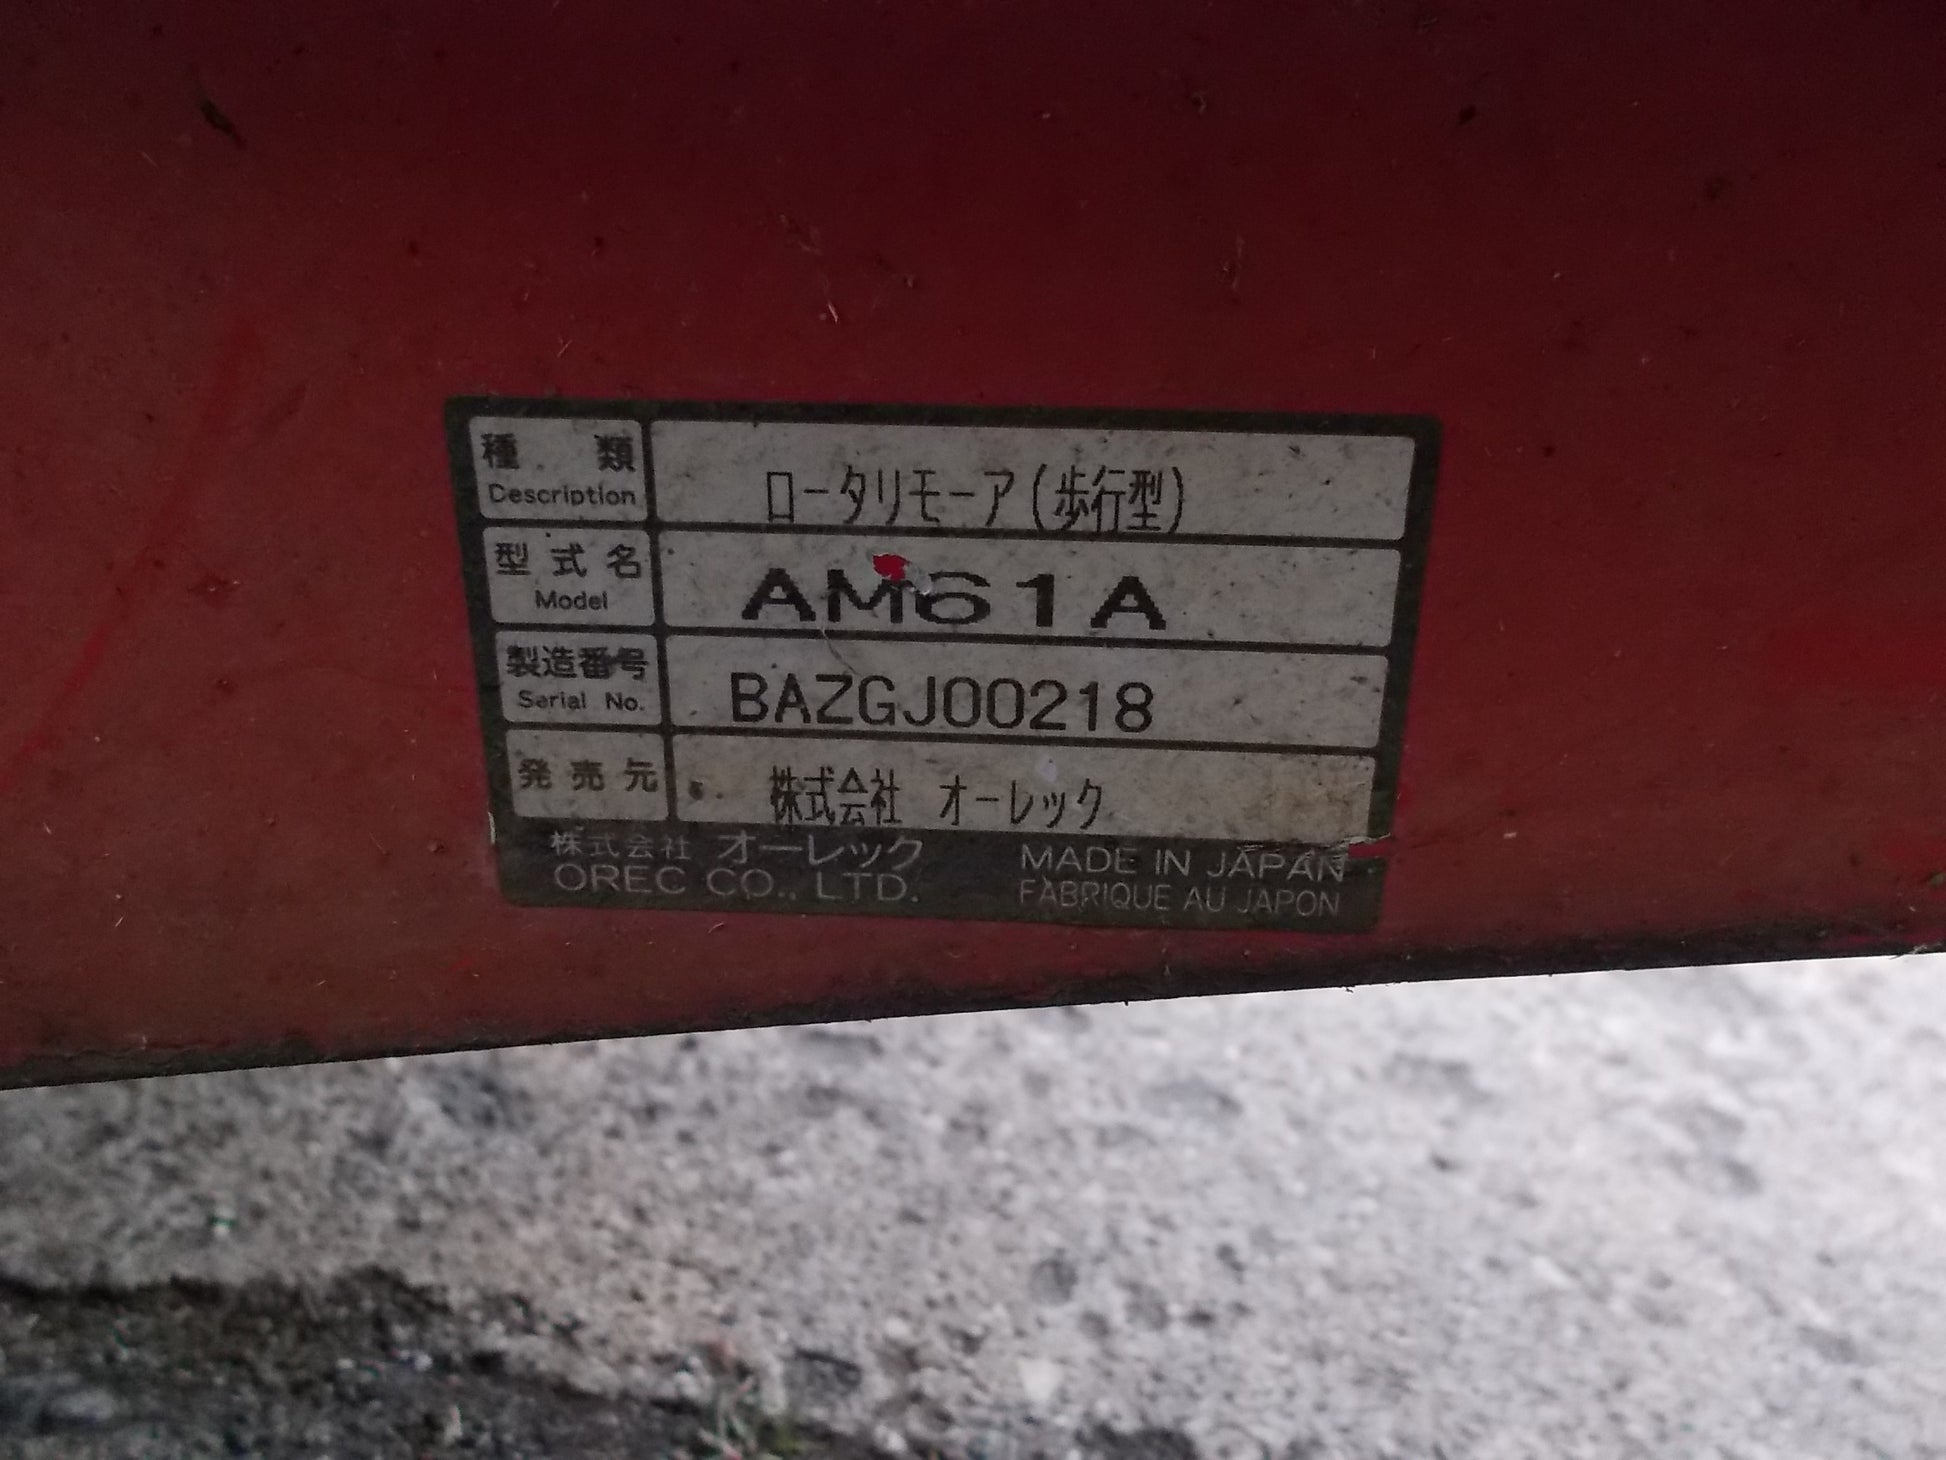 種類 ロータリモーア(歩行型)
Description
型式名 AM61A
Model
製造番号 BAZGJ00218
Serial No.
発売元 株式会社 オーレック
株式会社 オーレック MADE IN JAPAN
OREC CO., LTD. FABRIQUE AU JAPON